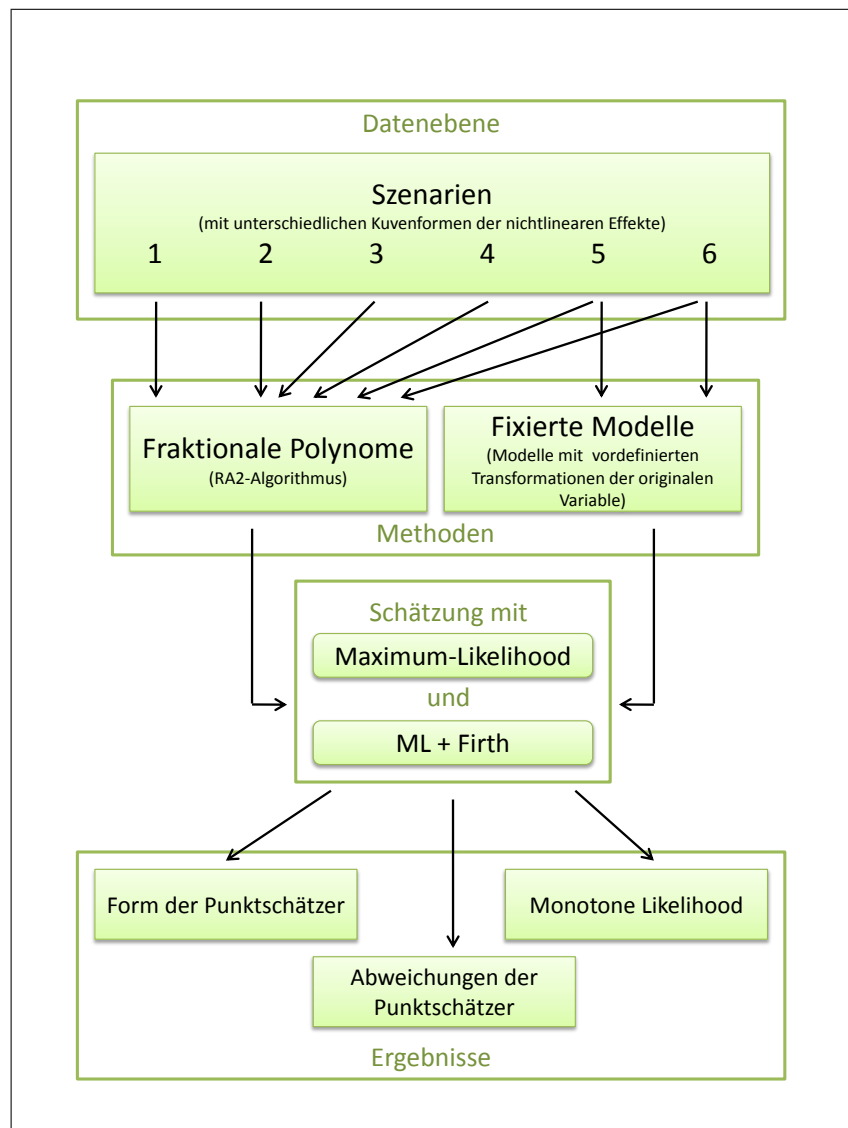 Datenebene
Szenarien
(mit unterschiedlichen Kuvenformen der nichtlinearen Effekte)
1 2 3 4 5 6
Fraktionale Polynome
(RA2-Algorithmus)
Fixierte Modelle
(Modelle mit vordefinierten
Transformationen der originalen
Variable)
Methoden
Schätzung mit
Maximum-Likelihood
und
ML + Firth
Form der Punktschätzer
Monotone Likelihood
Abweichungen der
Punktschätzer
Ergebnisse